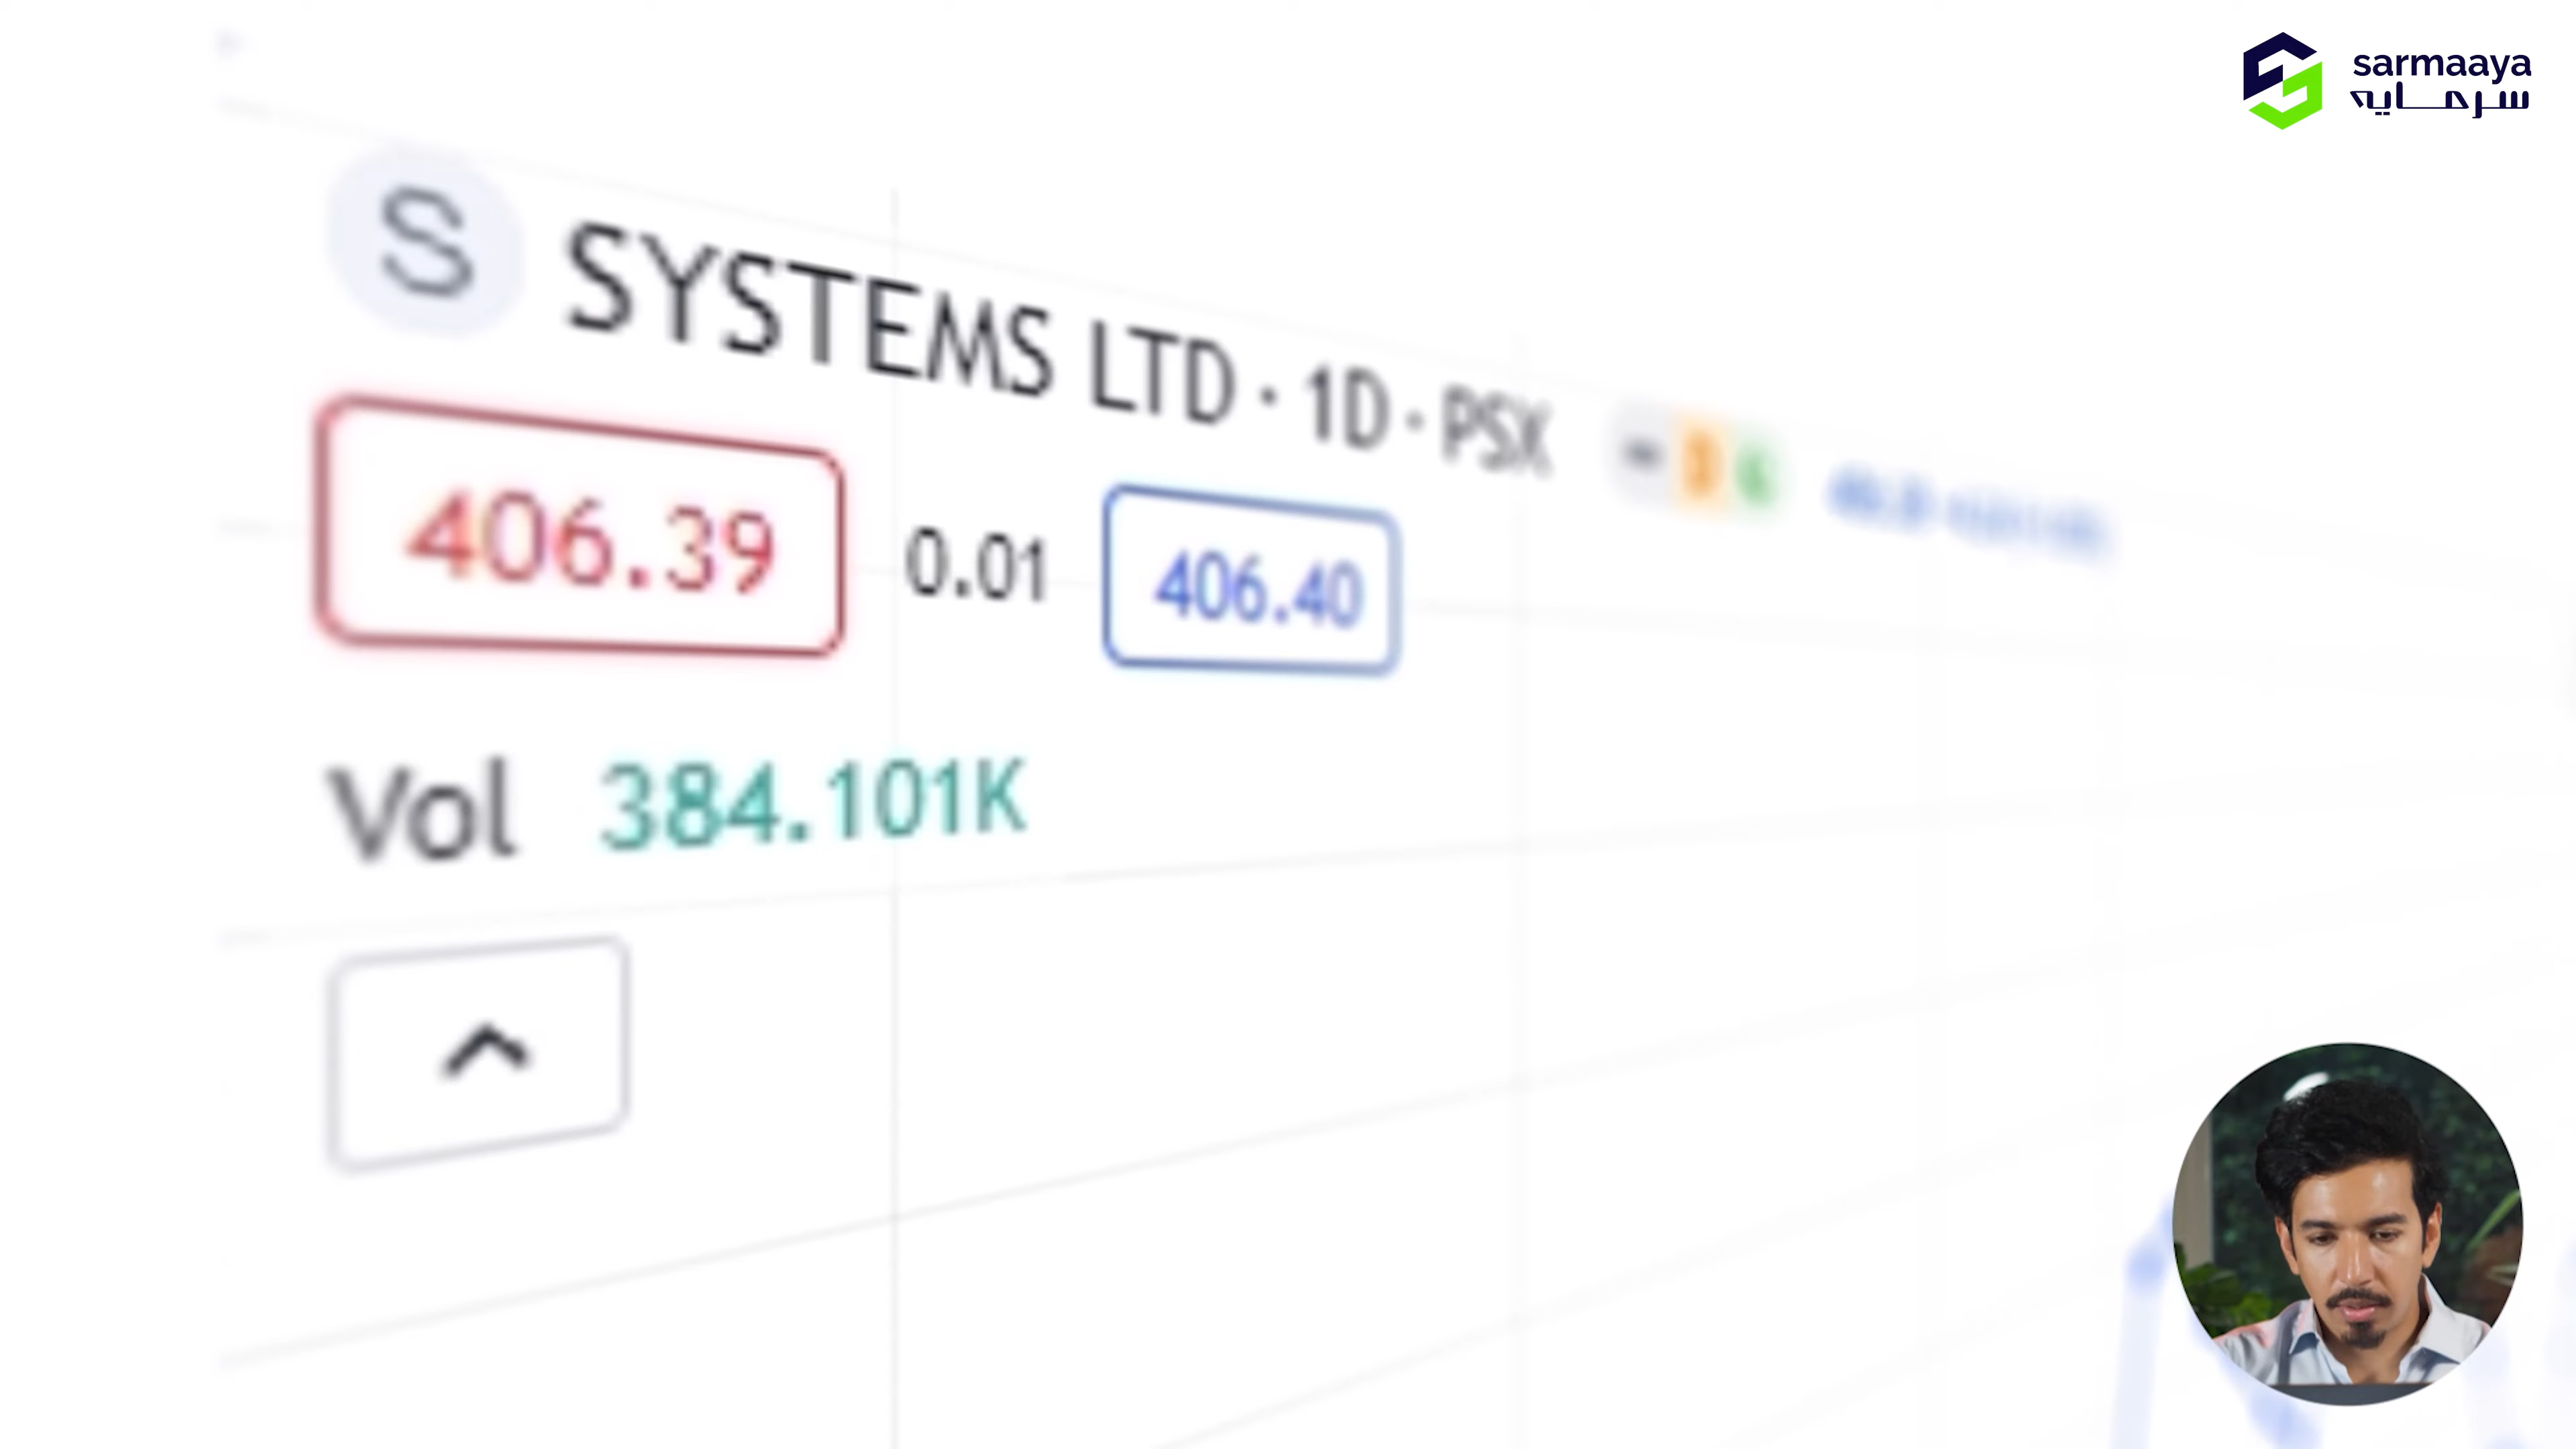 sarmaaya
سرمایہ
S
SYSTEMS LTD · 1D · PSX
406.39 0.01 406.40
Vol 384.101K